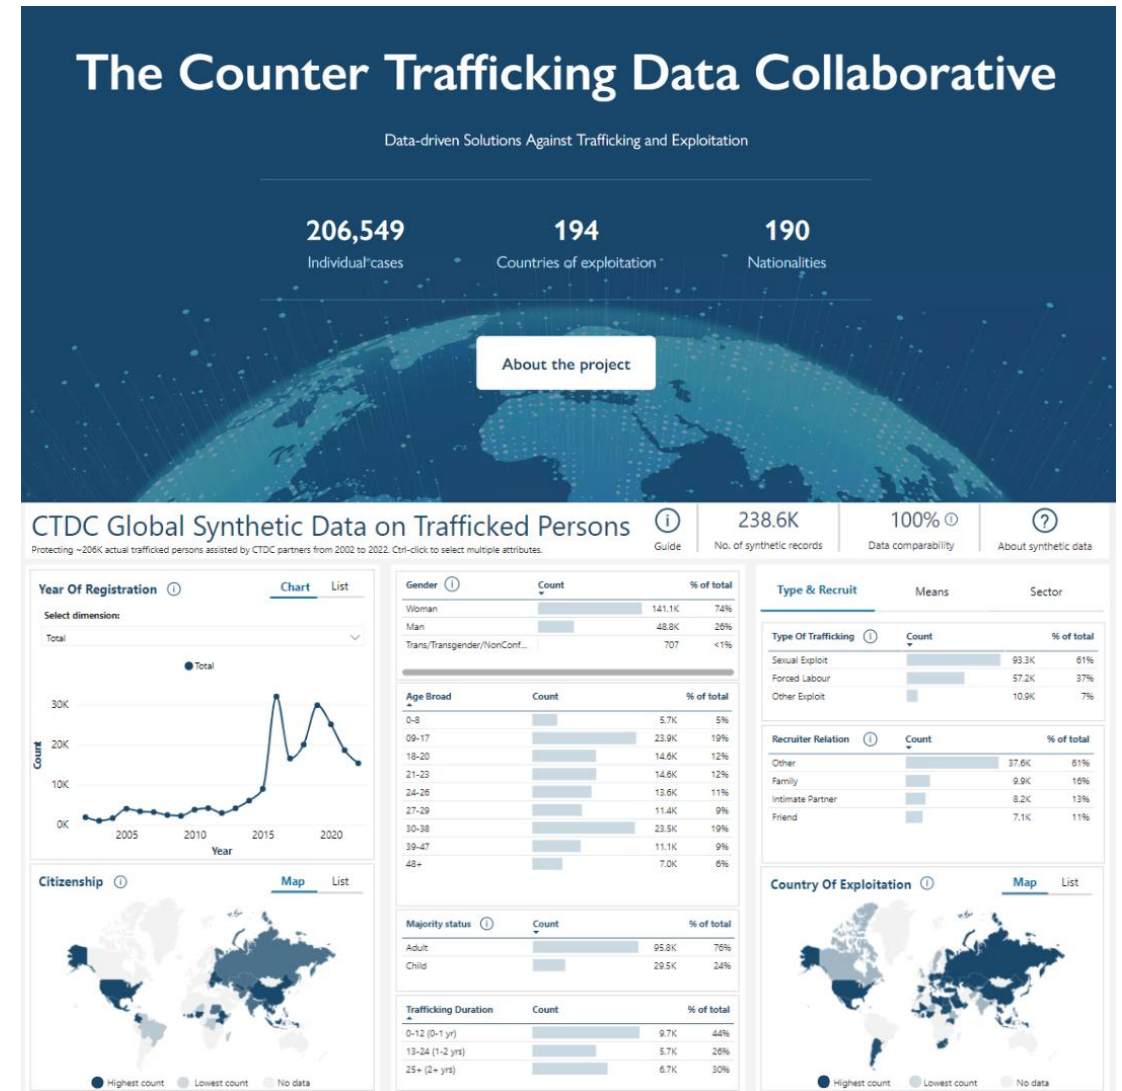 The Counter Trafficking Data Collaborative
Data-driven Solutions Against Trafficking and Exploitation
206,549 194 190
Individual cases Countries of exploitation Nationalities
About the project
CTDC Global Synthetic Data on Trafficked Persons
Protecting ~206K actual trafficked persons assisted by CTDC partners from 2002 to 2022. Ctrl-click to select multiple attributes.
Guide
238.6K
No. of synthetic records
100%
Data comparability
About synthetic data
Year Of Registration Chart List
Select dimension:
Total
Total
30K
20K
10K
0K
Count
2005 2010 2015 2020
Year
Citizenship Map List
Highest count Lowest count No data
Gender Count % of total
Woman 141.1K 74%
Man 48.8K 26%
Trans/Transgender/NonConf... 707 <1%
Age Broad Count % of total
0-8 5.7K 5%
09-17 23.9K 19%
18-20 14.6K 12%
21-23 14.6K 12%
24-26 13.6K 11%
27-29 11.4K 9%
30-38 23.5K 19%
39-47 11.1K 9%
48+ 7.0K 6%
Majority status Count % of total
Adult 95.8K 76%
Child 29.5K 24%
Trafficking Duration Count % of total
0-12 (0-1 yr) 9.7K 44%
13-24 (1-2 yrs) 5.7K 26%
25+ (2+ yrs) 6.7K 30%
Type & Recruit Means Sector
Type Of Trafficking Count % of total
Sexual Exploit 93.3K 61%
Forced Labour 57.2K 37%
Other Exploit 10.9K 7%
Recruiter Relation Count % of total
Other 37.6K 61%
Family 9.9K 16%
Intimate Partner 8.2K 13%
Friend 7.1K 11%
Country Of Exploitation Map List
Highest count Lowest count No data